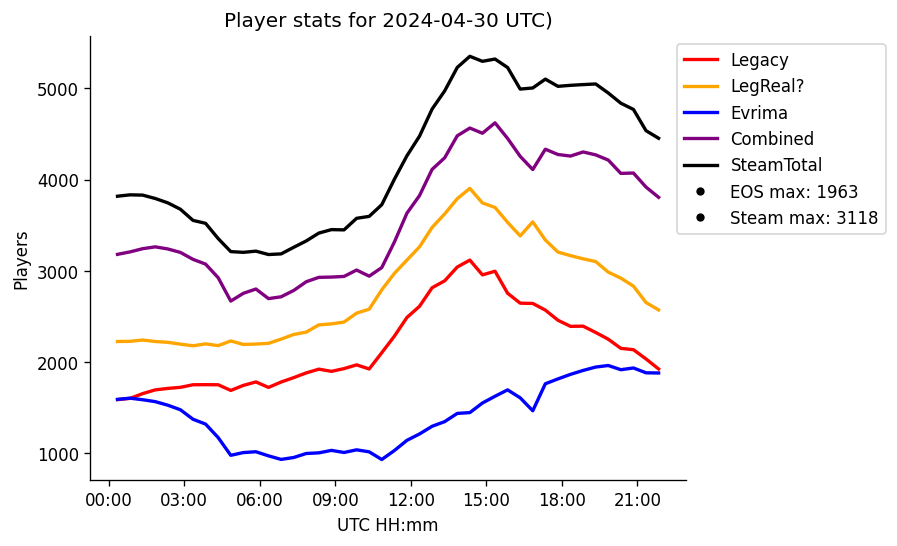 Player stats for 2024-04-30 UTC)
Legacy
LegReal?
Evrima
Combined
SteamTotal
EOS max: 1963
Steam max: 3118
Players
5000
4000
3000
2000
1000
00:00 03:00 06:00 09:00 12:00 15:00 18:00 21:00
UTC HH:mm